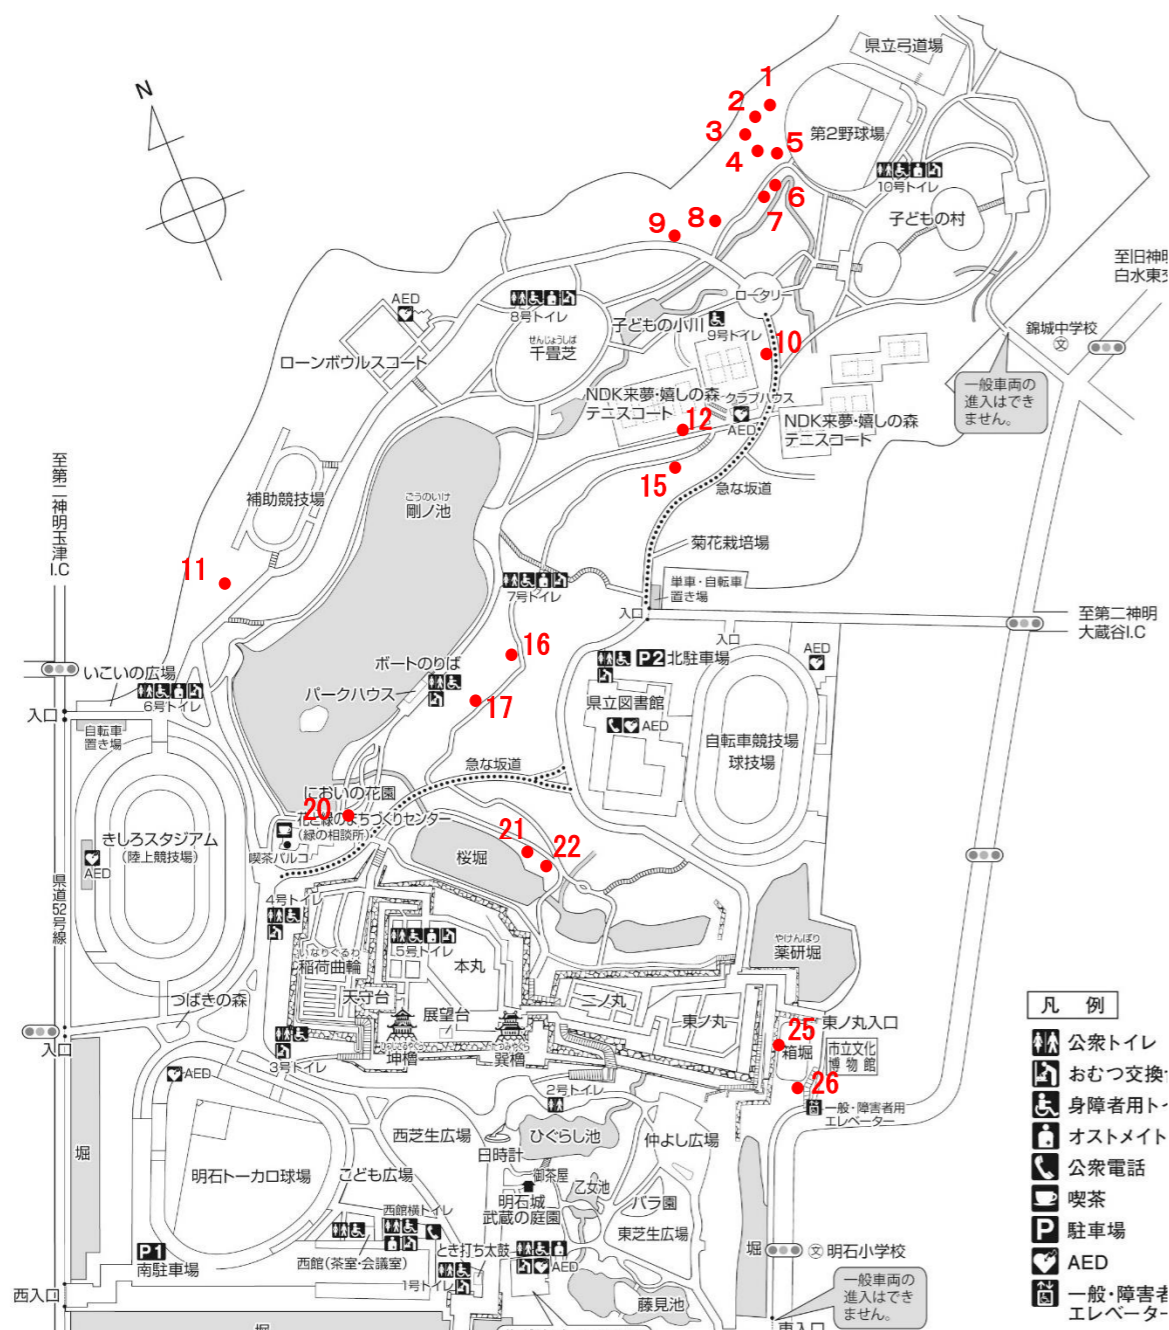 県立弓道場
N
1
2
3
4
5
第2野球場
10号トイレ
6
7
8
9
子どもの村
至旧神明
ロータリー
AED
8号トイレ
子どもの小川
9号トイレ
せんじょうしば
千畳芝
10
錦城中学校
文
ローンボウルスコート
一般車両の
進入はでき
ません。
NDK来夢・嬉しの森
テニスコート
クラブハウス
AED
12
NDK来夢・嬉しの森
テニスコート
15
急な坂道
至第二神明玉津I.C
補助競技場
ごうのいけ
剛ノ池
菊花栽培場
11
7号トイレ
単車・自転車
置き場
入口
至第二神明
大蔵谷I.C
入口
16
ボートのりば
P2
北駐車場
AED
いこいの広場
6号トイレ
パークハウス
17
県立図書館
AED
入口
自転車
置き場
自転車競技場
球技場
急な坂道
においの花園
20
花と緑のまちづくりセンター
(緑の相談所)
喫茶パルコ
きしろスタジアム
(陸上競技場)
AED
21
22
桜堀
県道52号線
4号トイレ
5号トイレ
いなりぐるわ
稲荷曲輪
本丸
やけんぼり
薬研堀
天守台
展望台
二ノ丸
東ノ丸
東ノ丸入口
つばきの森
入口
坤櫓
巽櫓
25
箱堀
市立文化
博物館
3号トイレ
26
一般・障害者用
エレベーター
AED
2号トイレ
西芝生広場
ひぐらし池
仲よし広場
日時計
堀
明石トーカロ球場
こども広場
御茶屋
乙女池
明石城
武蔵の庭園
バラ園
東芝生広場
西館横トイレ
P1
南駐車場
西館(茶室・会議室)
とき打ち太鼓
1号トイレ
AED
堀
文
明石小学校
西入口
藤見池
一般車両の
進入はでき
ません。
堀
凡 例
公衆トイレ
おむつ交換
身障者用ト
オストメイト
公衆電話
喫茶
P
駐車場
AED
一般・障害者
エレベータ